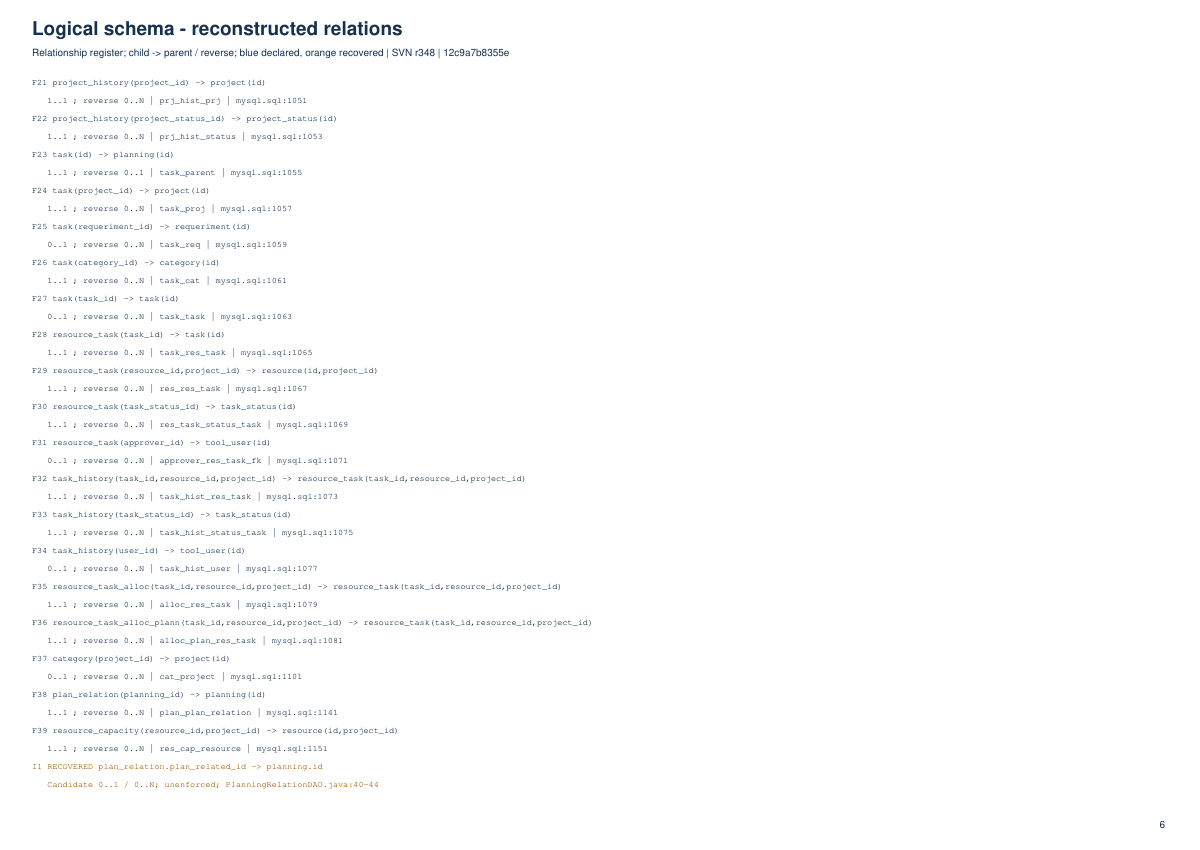 Logical schema - reconstructed relations
Relationship register; child -> parent / reverse; blue declared, orange recovered | SVN r348 | 12c9a7b8355e
F21 project_history(project_id) -> project(id)
1..1 ; reverse 0..N | prj_hist_prj | mysql.sql:1051
F22 project_history(project_status_id) -> project_status(id)
1..1 ; reverse 0..N | prj_hist_status | mysql.sql:1053
F23 task(id) -> planning(id)
1..1 ; reverse 0..1 | task_parent | mysql.sql:1055
F24 task(project_id) -> project(id)
1..1 ; reverse 0..N | task_proj | mysql.sql:1057
F25 task(requeriment_id) -> requeriment(id)
0..1 ; reverse 0..N | task_req | mysql.sql:1059
F26 task(category_id) -> category(id)
1..1 ; reverse 0..N | task_cat | mysql.sql:1061
F27 task(task_id) -> task(id)
0..1 ; reverse 0..N | task_task | mysql.sql:1063
F28 resource_task(task_id) -> task(id)
1..1 ; reverse 0..N | task_res_task | mysql.sql:1065
F29 resource_task(resource_id,project_id) -> resource(id,project_id)
1..1 ; reverse 0..N | res_res_task | mysql.sql:1067
F30 resource_task(task_status_id) -> task_status(id)
1..1 ; reverse 0..N | res_task_status_task | mysql.sql:1069
F31 resource_task(approver_id) -> tool_user(id)
0..1 ; reverse 0..N | approver_res_task_fk | mysql.sql:1071
F32 task_history(task_id,resource_id,project_id) -> resource_task(task_id,resource_id,project_id)
1..1 ; reverse 0..N | task_hist_res_task | mysql.sql:1073
F33 task_history(task_status_id) -> task_status(id)
1..1 ; reverse 0..N | task_hist_status_task | mysql.sql:1075
F34 task_history(user_id) -> tool_user(id)
0..1 ; reverse 0..N | task_hist_user | mysql.sql:1077
F35 resource_task_alloc(task_id,resource_id,project_id) -> resource_task(task_id,resource_id,project_id)
1..1 ; reverse 0..N | alloc_res_task | mysql.sql:1079
F36 resource_task_alloc_plann(task_id,resource_id,project_id) -> resource_task(task_id,resource_id,project_id)
1..1 ; reverse 0..N | alloc_plan_res_task | mysql.sql:1081
F37 category(project_id) -> project(id)
0..1 ; reverse 0..N | cat_project | mysql.sql:1101
F38 plan_relation(planning_id) -> planning(id)
1..1 ; reverse 0..N | plan_plan_relation | mysql.sql:1141
F39 resource_capacity(resource_id,project_id) -> resource(id,project_id)
1..1 ; reverse 0..N | res_cap_resource | mysql.sql:1151
I1 RECOVERED plan_relation.plan_related_id -> planning.id
Candidate 0..1 / 0..N; unenforced; PlanningRelationDAO.java:40-44
6